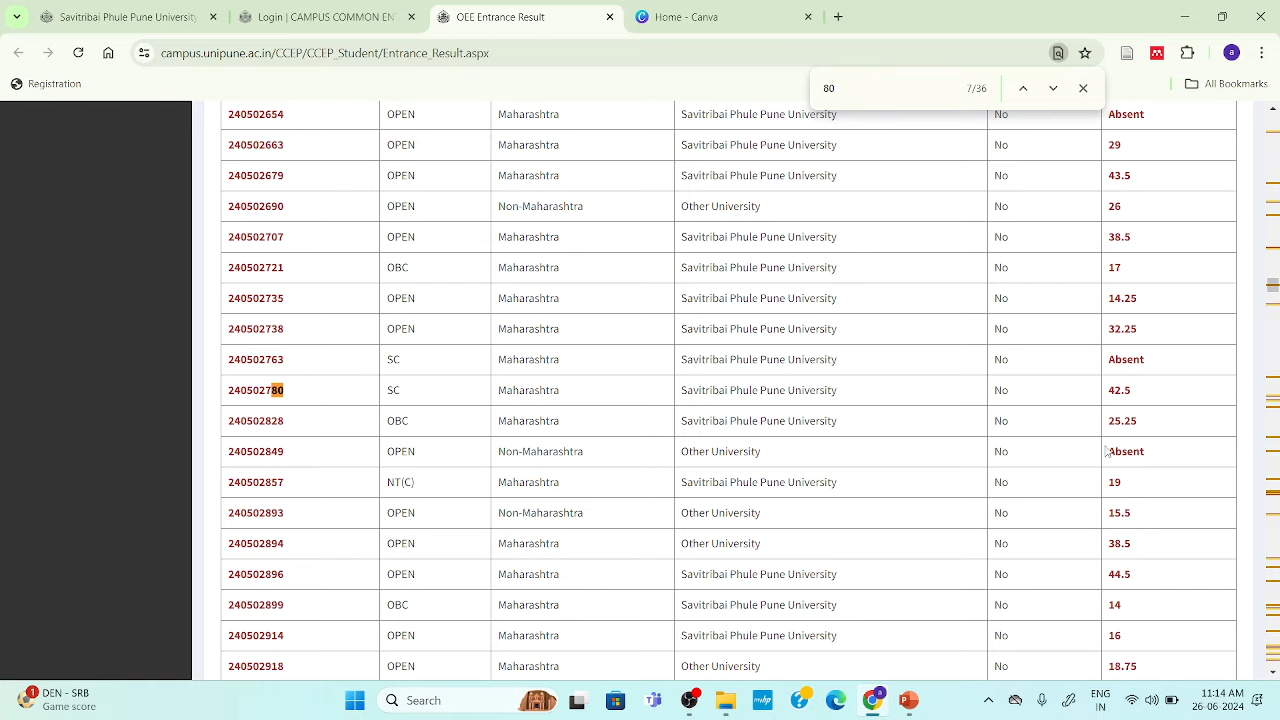 Savitribai Phule Pune Universit
Login | CAMPUS COMMON EN
OEE Entrance Result
Home - Canva
campus.unipune.ac.in/CCEP/CCEP_Student/Entrance_Result.aspx
a
Registration
80
7/36
All Bookmarks
240502654 OPEN Maharashtra Savitribai Phule Pune University No Absent
240502663 OPEN Maharashtra Savitribai Phule Pune University No 29
240502679 OPEN Maharashtra Savitribai Phule Pune University No 43.5
240502690 OPEN Non-Maharashtra Other University No 26
240502707 OPEN Maharashtra Savitribai Phule Pune University No 38.5
240502721 OBC Maharashtra Savitribai Phule Pune University No 17
240502735 OPEN Maharashtra Savitribai Phule Pune University No 14.25
240502738 OPEN Maharashtra Savitribai Phule Pune University No 32.25
240502763 SC Maharashtra Savitribai Phule Pune University No Absent
240502780 SC Maharashtra Savitribai Phule Pune University No 42.5
240502828 OBC Maharashtra Savitribai Phule Pune University No 25.25
240502849 OPEN Non-Maharashtra Other University No Absent
240502857 NT(C) Maharashtra Savitribai Phule Pune University No 19
240502893 OPEN Non-Maharashtra Other University No 15.5
240502894 OPEN Maharashtra Other University No 38.5
240502896 OPEN Maharashtra Savitribai Phule Pune University No 44.5
240502899 OBC Maharashtra Savitribai Phule Pune University No 14
240502914 OPEN Maharashtra Savitribai Phule Pune University No 16
240502918 OPEN Maharashtra Other University No 18.75
1
DEN - SRB
Game score
Search
myhp
a
ENG
IN
11:14 AM
26-06-2024